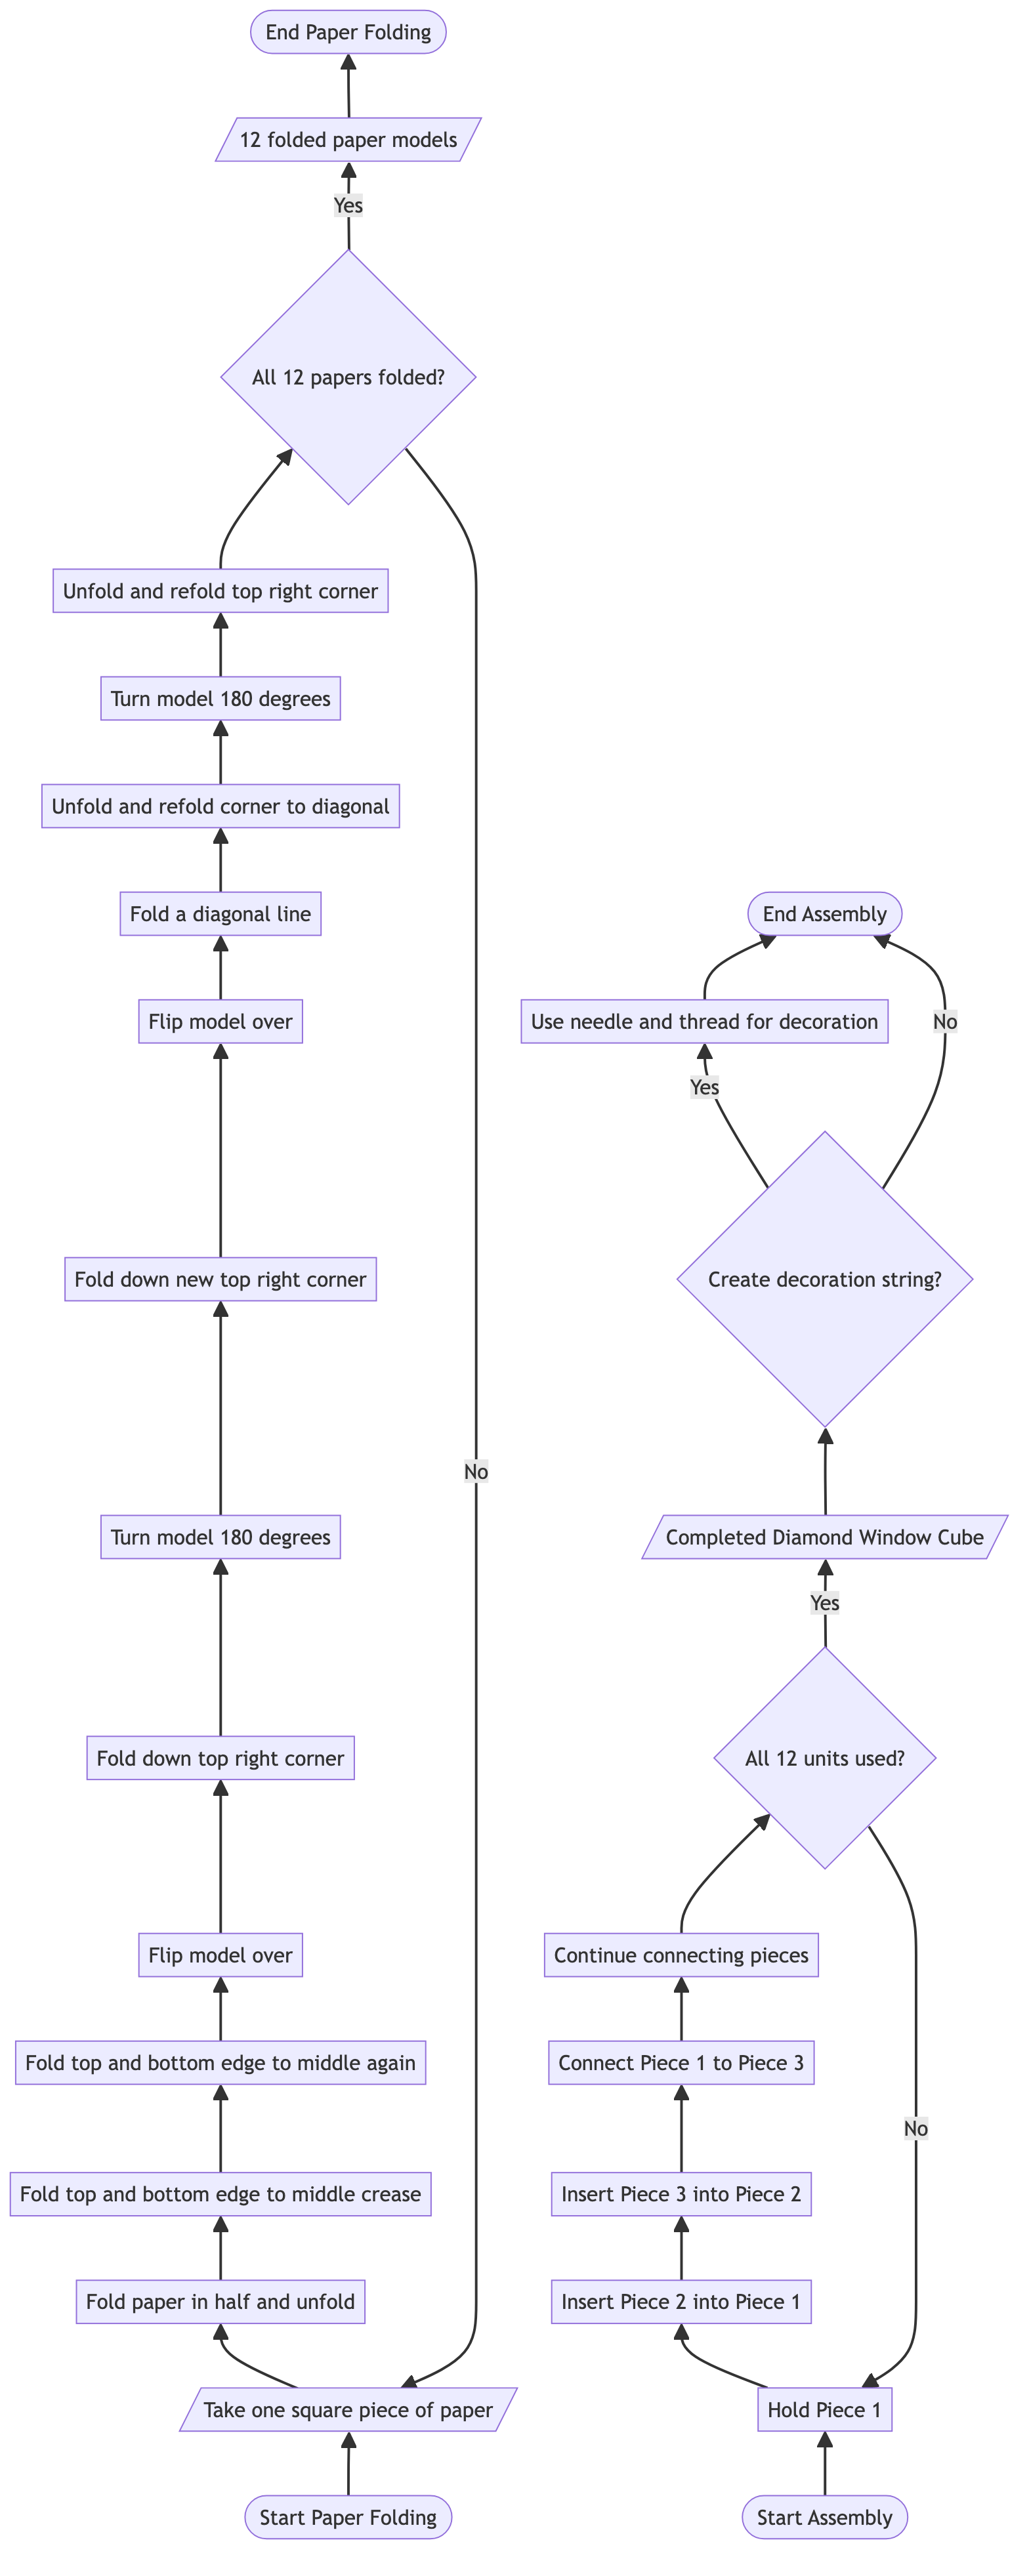 End Paper Folding
12 folded paper models
Yes
All 12 papers folded?
Unfold and refold top right corner
Turn model 180 degrees
Unfold and refold corner to diagonal
Fold a diagonal line
Flip model over
Fold down new top right corner
No
Turn model 180 degrees
Fold down top right corner
Flip model over
Fold top and bottom edge to middle again
Fold top and bottom edge to middle crease
Fold paper in half and unfold
Take one square piece of paper
Start Paper Folding
End Assembly
Use needle and thread for decoration
No
Yes
Create decoration string?
Completed Diamond Window Cube
Yes
All 12 units used?
Continue connecting pieces
Connect Piece 1 to Piece 3
No
Insert Piece 3 into Piece 2
Insert Piece 2 into Piece 1
Hold Piece 1
Start Assembly